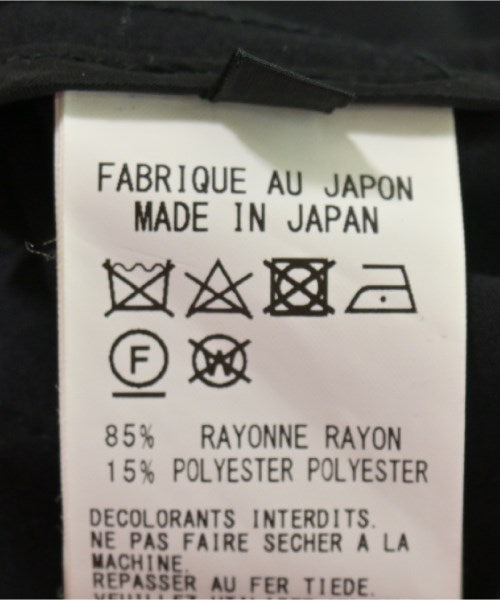 FABRIQUE AU JAPON
MADE IN JAPAN
F
W
85% RAYONNE RAYON
15% POLYESTER POLYESTER
DECOLORANTS INTERDITS.
NE PAS FAIRE SECHER A LA
MACHINE.
REPASSER AU FER TIEDE.